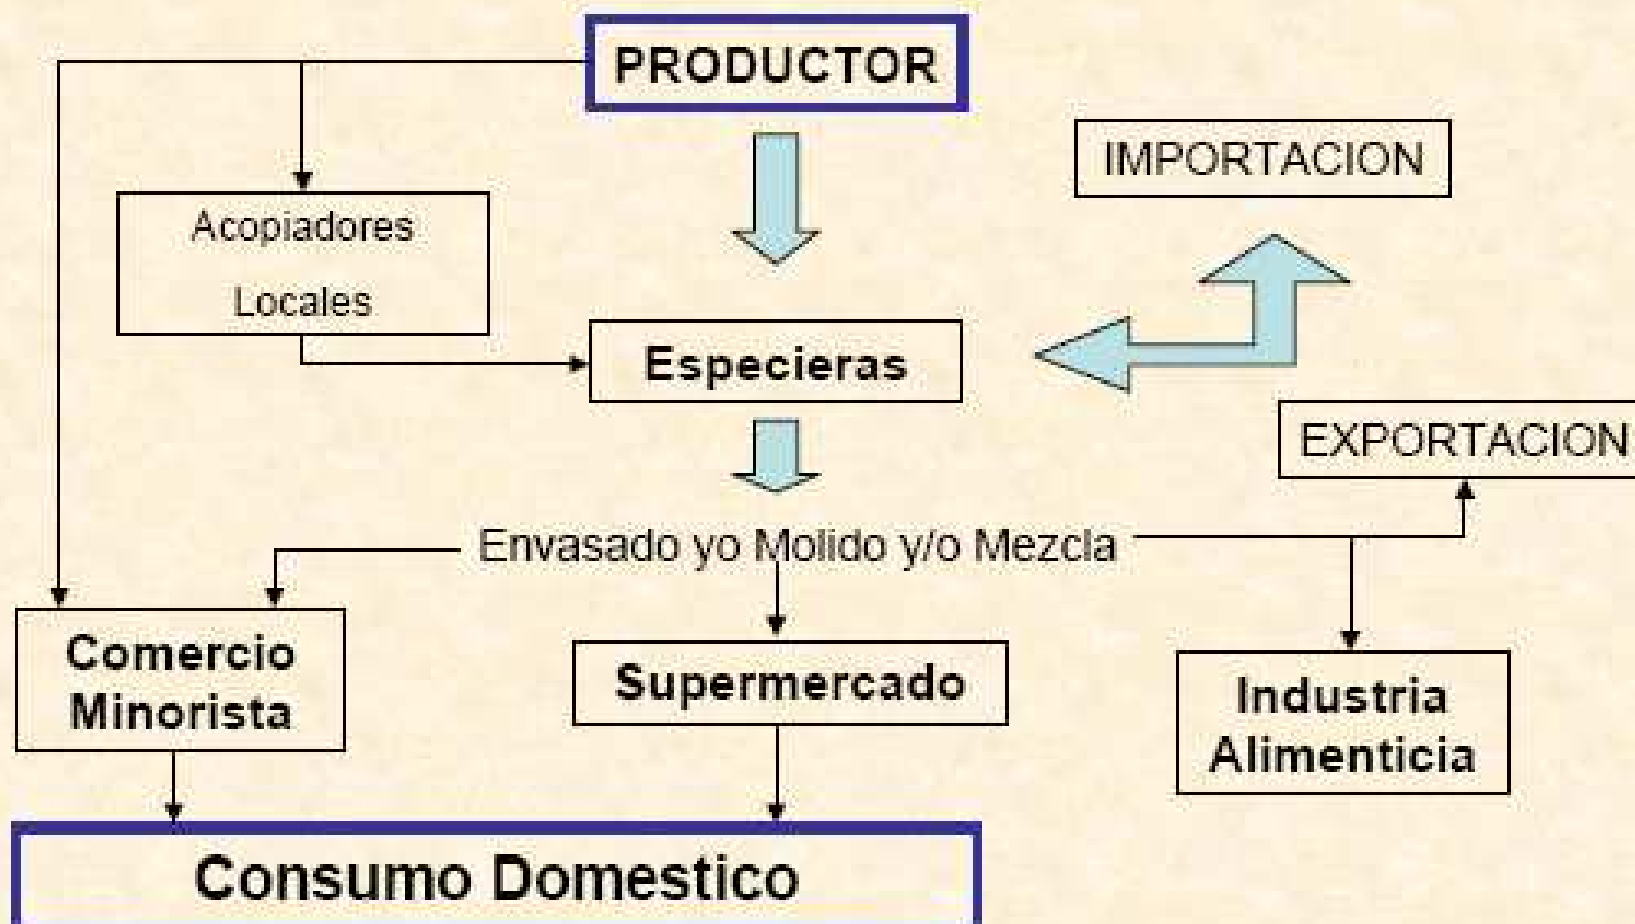 PRODUCTOR
IMPORTACION
Acopiadores
Locales
Especieras
EXPORTACION
Envasado yo Molido y/o Mezcla
Comercio
Minorista
Supermercado
Industria
Alimenticia
Consumo Domestico